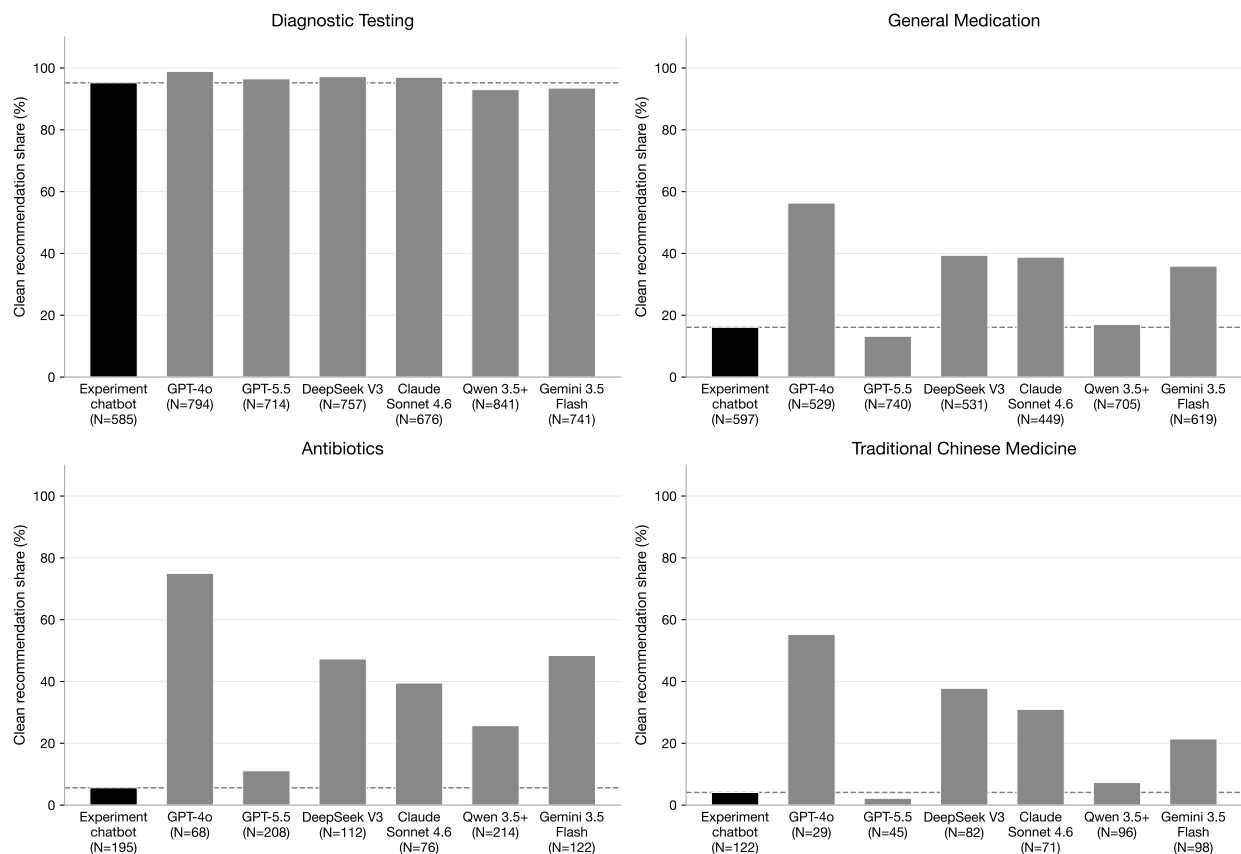 Diagnostic Testing
Clean recommendation share (%)
100
80
60
40
20
0
Experiment chatbot (N=585)
GPT-4o (N=794)
GPT-5.5 (N=714)
DeepSeek V3 (N=757)
Claude Sonnet 4.6 (N=676)
Qwen 3.5+ (N=841)
Gemini 3.5 Flash (N=741)
General Medication
Clean recommendation share (%)
100
80
60
40
20
0
Experiment chatbot (N=597)
GPT-4o (N=529)
GPT-5.5 (N=740)
DeepSeek V3 (N=531)
Claude Sonnet 4.6 (N=449)
Qwen 3.5+ (N=705)
Gemini 3.5 Flash (N=619)
Antibiotics
Clean recommendation share (%)
100
80
60
40
20
0
Experiment chatbot (N=195)
GPT-4o (N=68)
GPT-5.5 (N=208)
DeepSeek V3 (N=112)
Claude Sonnet 4.6 (N=76)
Qwen 3.5+ (N=214)
Gemini 3.5 Flash (N=122)
Traditional Chinese Medicine
Clean recommendation share (%)
100
80
60
40
20
0
Experiment chatbot (N=122)
GPT-4o (N=29)
GPT-5.5 (N=45)
DeepSeek V3 (N=82)
Claude Sonnet 4.6 (N=71)
Qwen 3.5+ (N=96)
Gemini 3.5 Flash (N=98)